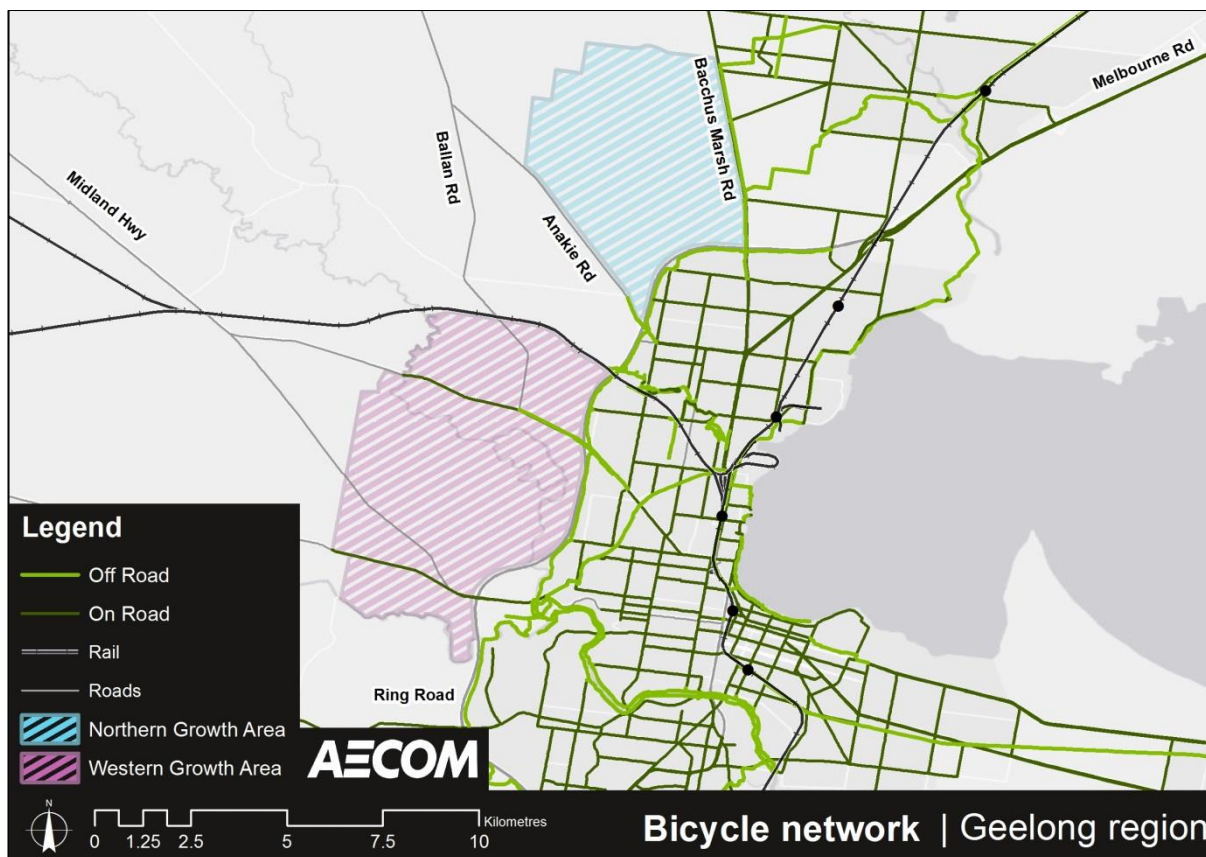 Melbourne Rd
Bacchus Marsh Rd
Ballan Rd
Midland Hwy
Anakie Rd
Legend
Off Road
On Road
Rail
Roads
Northern Growth Area
Western Growth Area
Ring Road
AECOM
N
0 1.25 2.5 5 7.5 10 Kilometres
Bicycle network | Geelong region